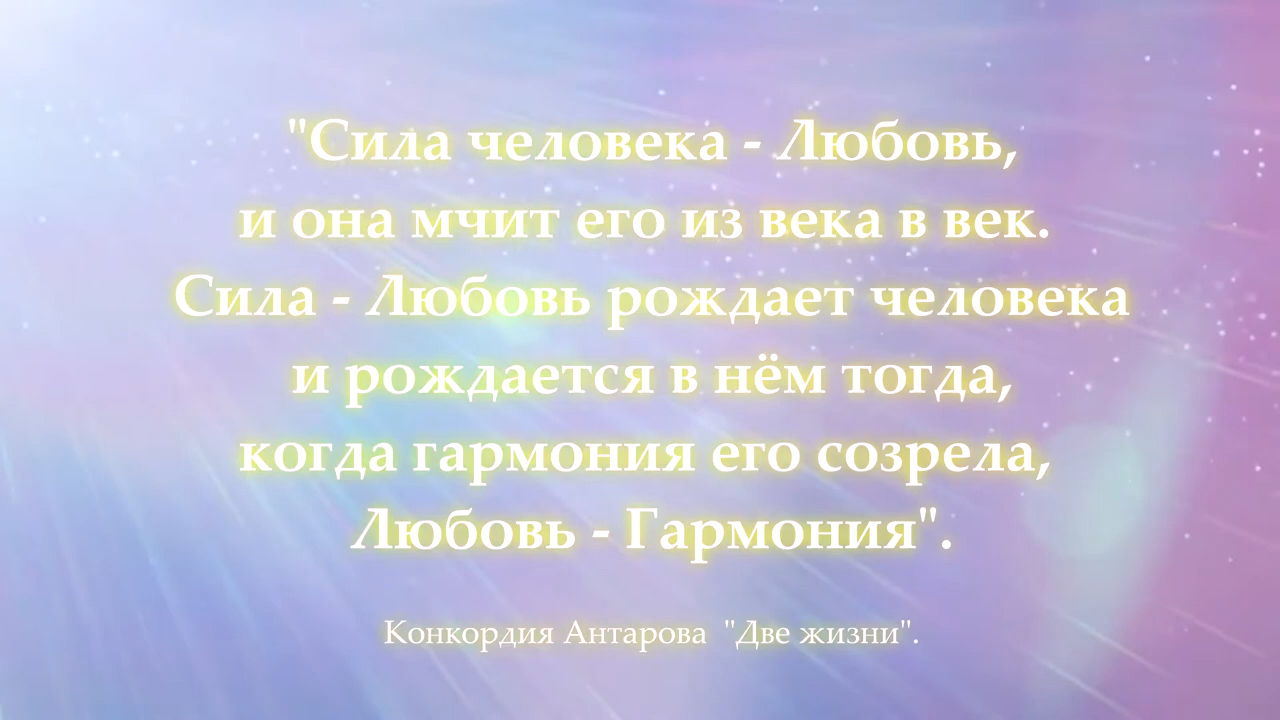 "Сила человека - Любовь,
и она мчит его из века в век.
Сила - Любовь рождает человека
и рождается в нём тогда,
когда гармония его созрела,
Любовь - Гармония".
Конкордия Антарова "Две жизни".